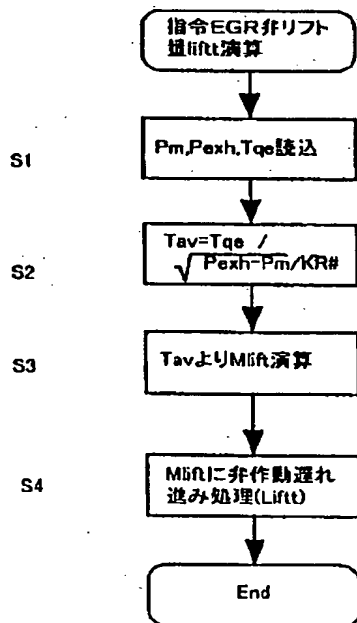 指令EGR弁リフト
量liftt演算
S1
Pm,Pexh,Tqe読込
S2
Tav=Tqe /
√Pexh-Pm/KR#
S3
TavよりMlift演算
S4
Mliftに弁作動遅れ
進み処理(Liftt)
End